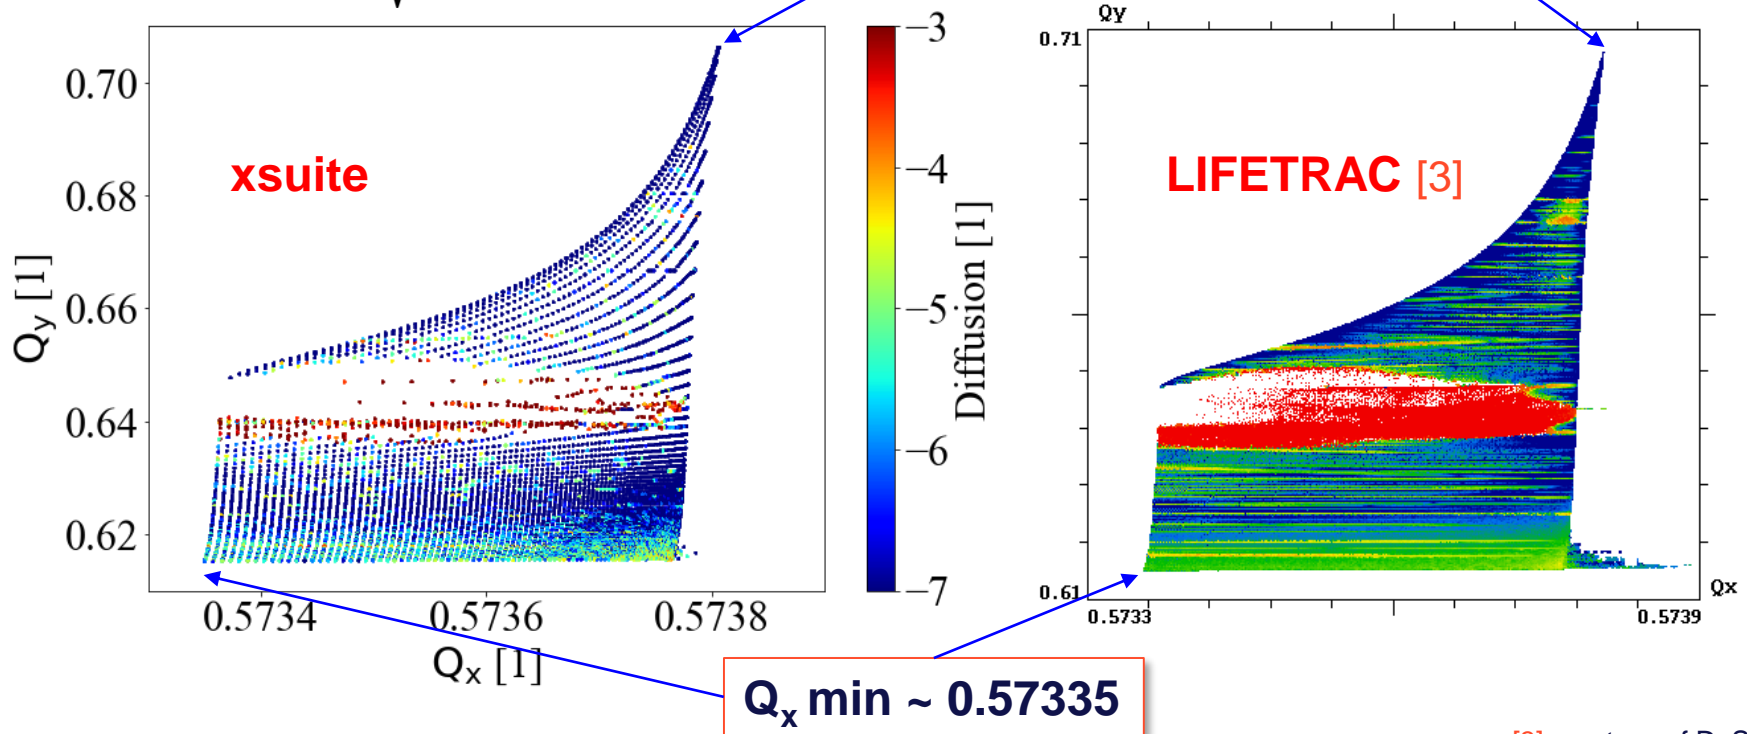 xsuite
0.70
0.68
0.66
0.64
0.62
Qy [1]
0.5734
0.5736
0.5738
Qx [1]
−3
−4
−5
−6
−7
Diffusion [1]
Qy
0.71
LIFETRAC [3]
0.61
0.5733
0.5739
Qx
Qx min ~ 0.57335